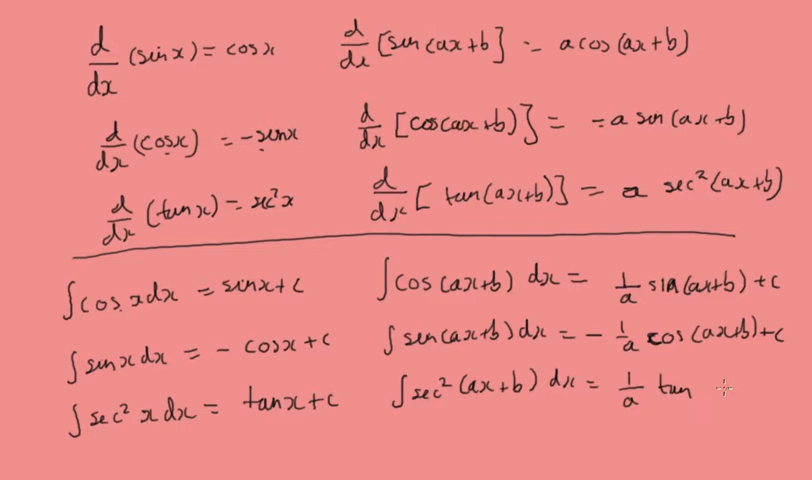 d/dx (sin x) = cos x    d/dx [sin(ax+b] = a cos(ax+b)
d/dx (cos x) = -sin x    d/dx [cos(ax+b)] = -a sin(ax+b)
d/dx (tan x) = sec² x    d/dx [tan(ax+b)] = a sec²(ax+b)
∫cos x dx = sin x + c    ∫cos(ax+b) dx = 1/a sin(ax+b) + c
∫sin x dx = - cos x + c    ∫sin(ax+b) dx = - 1/a cos(ax+b) + c
∫sec² x dx = tan x + c    ∫sec²(ax+b) dx = 1/a tan